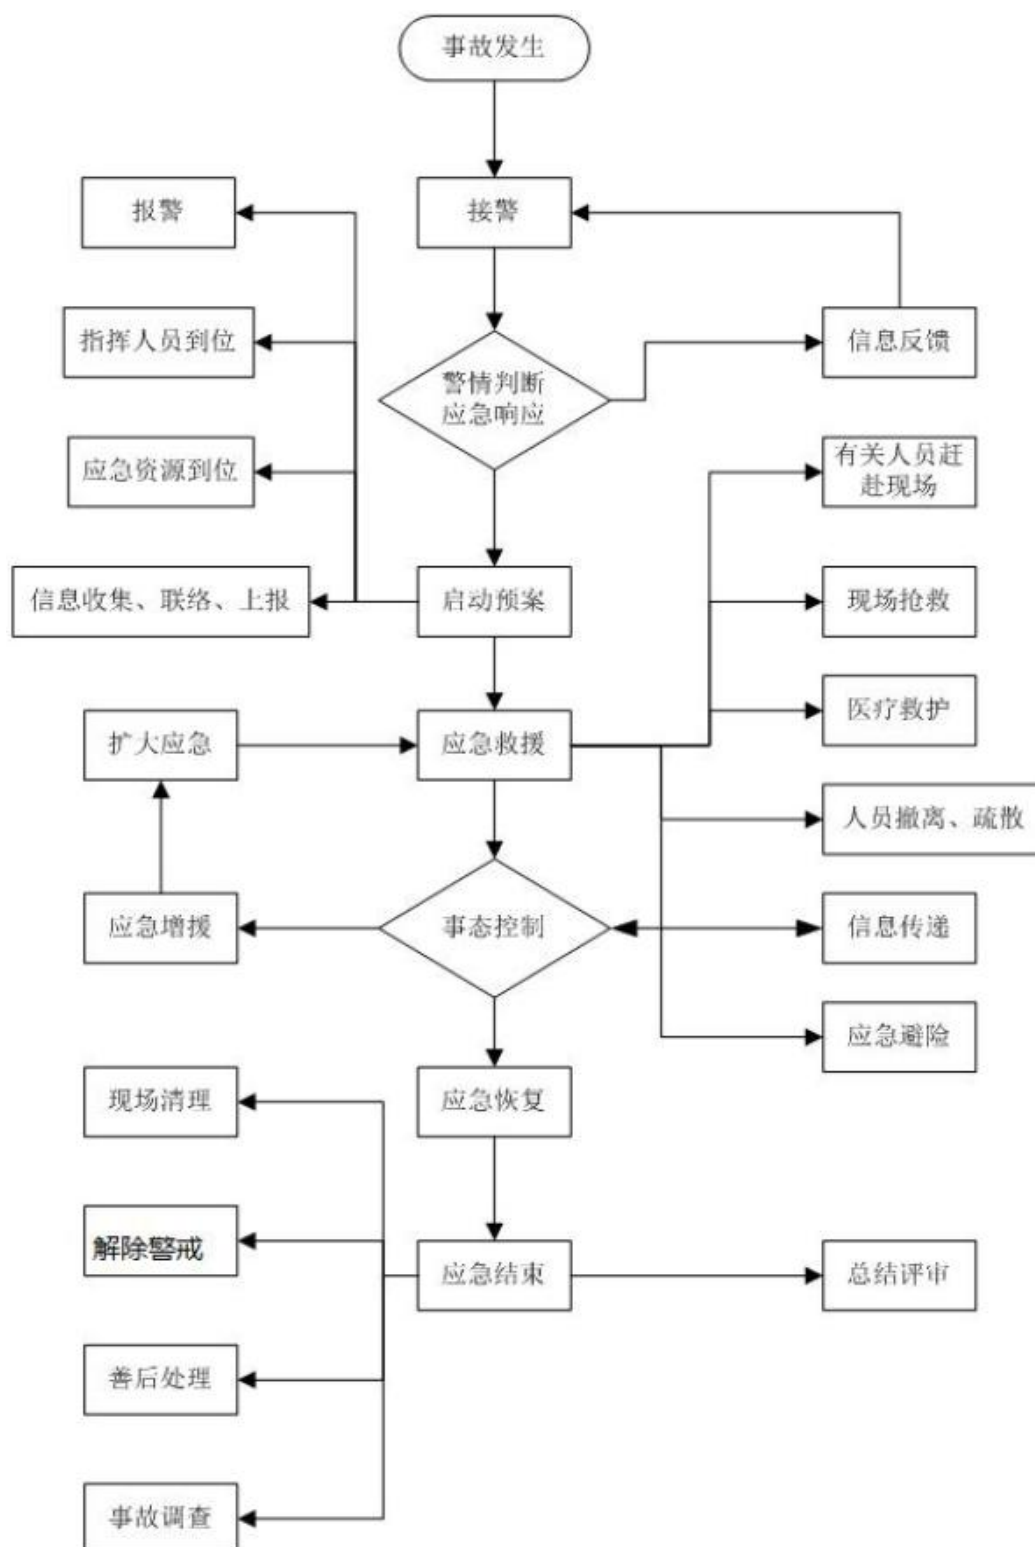 事故发生
报警
接警
指挥人员到位
信息反馈
警情判断
应急响应
应急资源到位
有关人员赶
赴现场
信息收集、联络、上报
启动预案
现场抢救
医疗救护
扩大应急
应急救援
人员撤离、疏散
应急增援
事态控制
信息传递
应急避险
现场清理
应急恢复
解除警戒
应急结束
总结评审
善后处理
事故调查